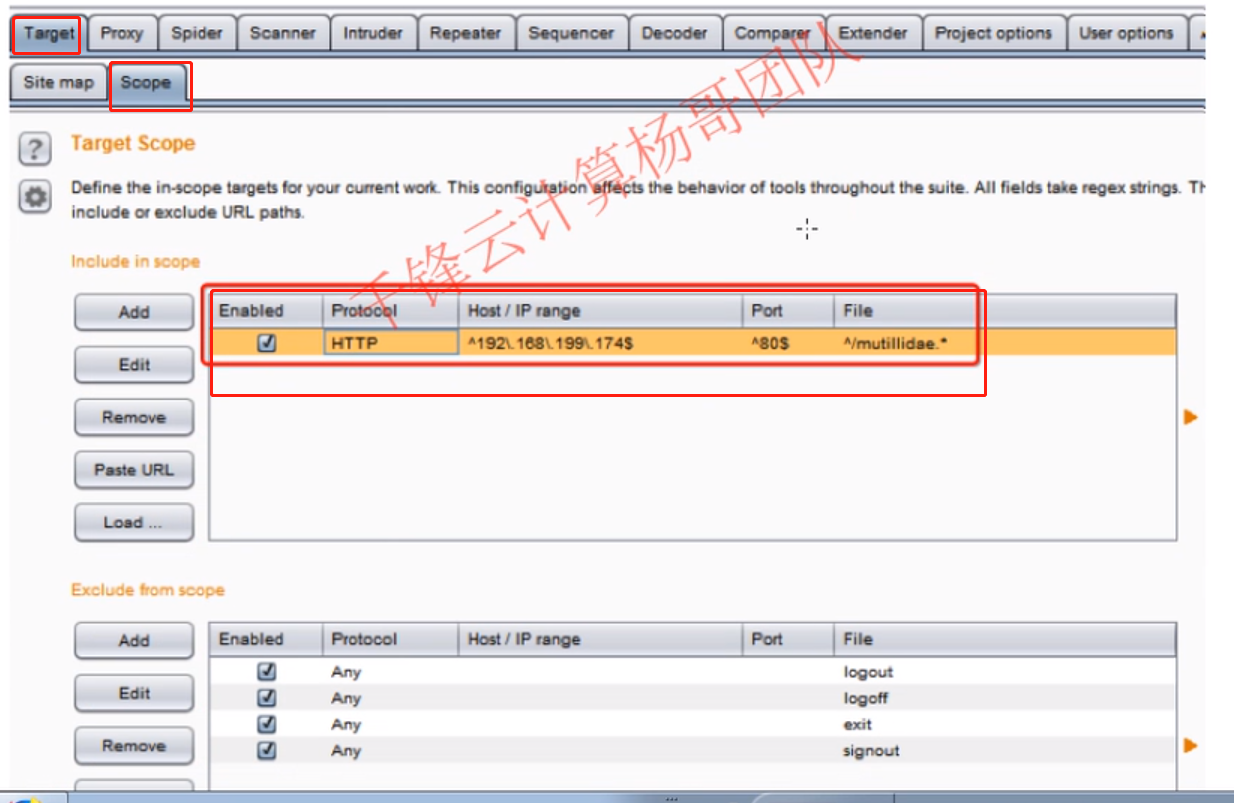 Target Proxy Spider Scanner Intruder Repeater Sequencer Decoder Comparer Extender Project options User options
Site map Scope
? Target Scope
Define the in-scope targets for your current work. This configuration affects the behavior of tools throughout the suite. All fields take regex strings.
include or exclude URL paths.
Include in scope
Add
Edit
Remove
Paste URL
Load ...
Enabled Protocol Host / IP range Port File
HTTP ^192\.168\.199\.174$ ^80$ ^/mutillidae.*
Exclude from scope
Add
Edit
Remove
Enabled Protocol Host / IP range Port File
Any logout
Any logoff
Any exit
Any signout
千锋云计算杨哥团队